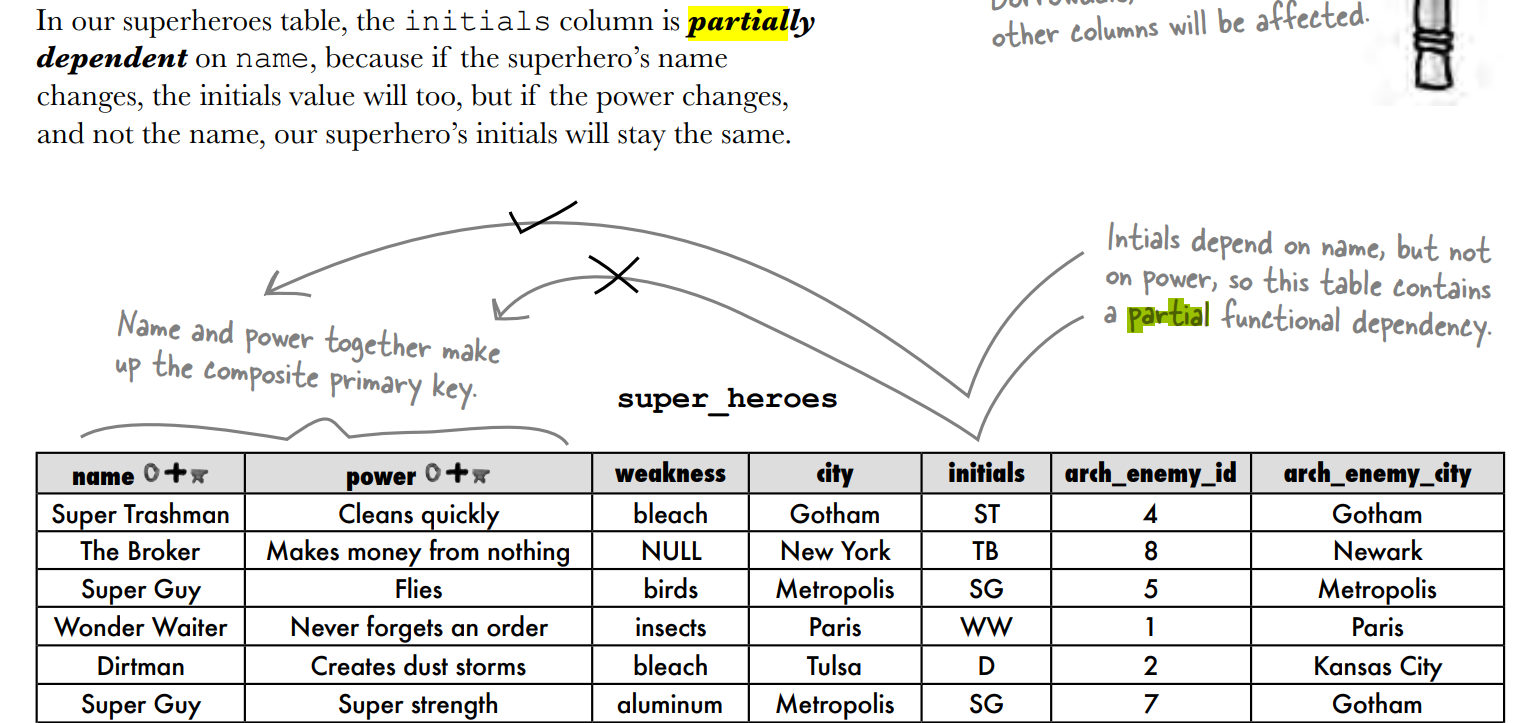 In our superheroes table, the initials column is partially
dependent on name, because if the superhero's name
changes, the initials value will too, but if the power changes,
and not the name, our superhero's initials will stay the same.
other columns will be affected.
Intials depend on name, but not
on power, so this table contains
a partial functional dependency.
Name and power together make
up the composite primary key.
super_heroes
name power weakness city initials arch_enemy_id arch_enemy_city
Super Trashman Cleans quickly bleach Gotham ST 4 Gotham
The Broker Makes money from nothing NULL New York TB 8 Newark
Super Guy Flies birds Metropolis SG 5 Metropolis
Wonder Waiter Never forgets an order insects Paris WW 1 Paris
Dirtman Creates dust storms bleach Tulsa D 2 Kansas City
Super Guy Super strength aluminum Metropolis SG 7 Gotham